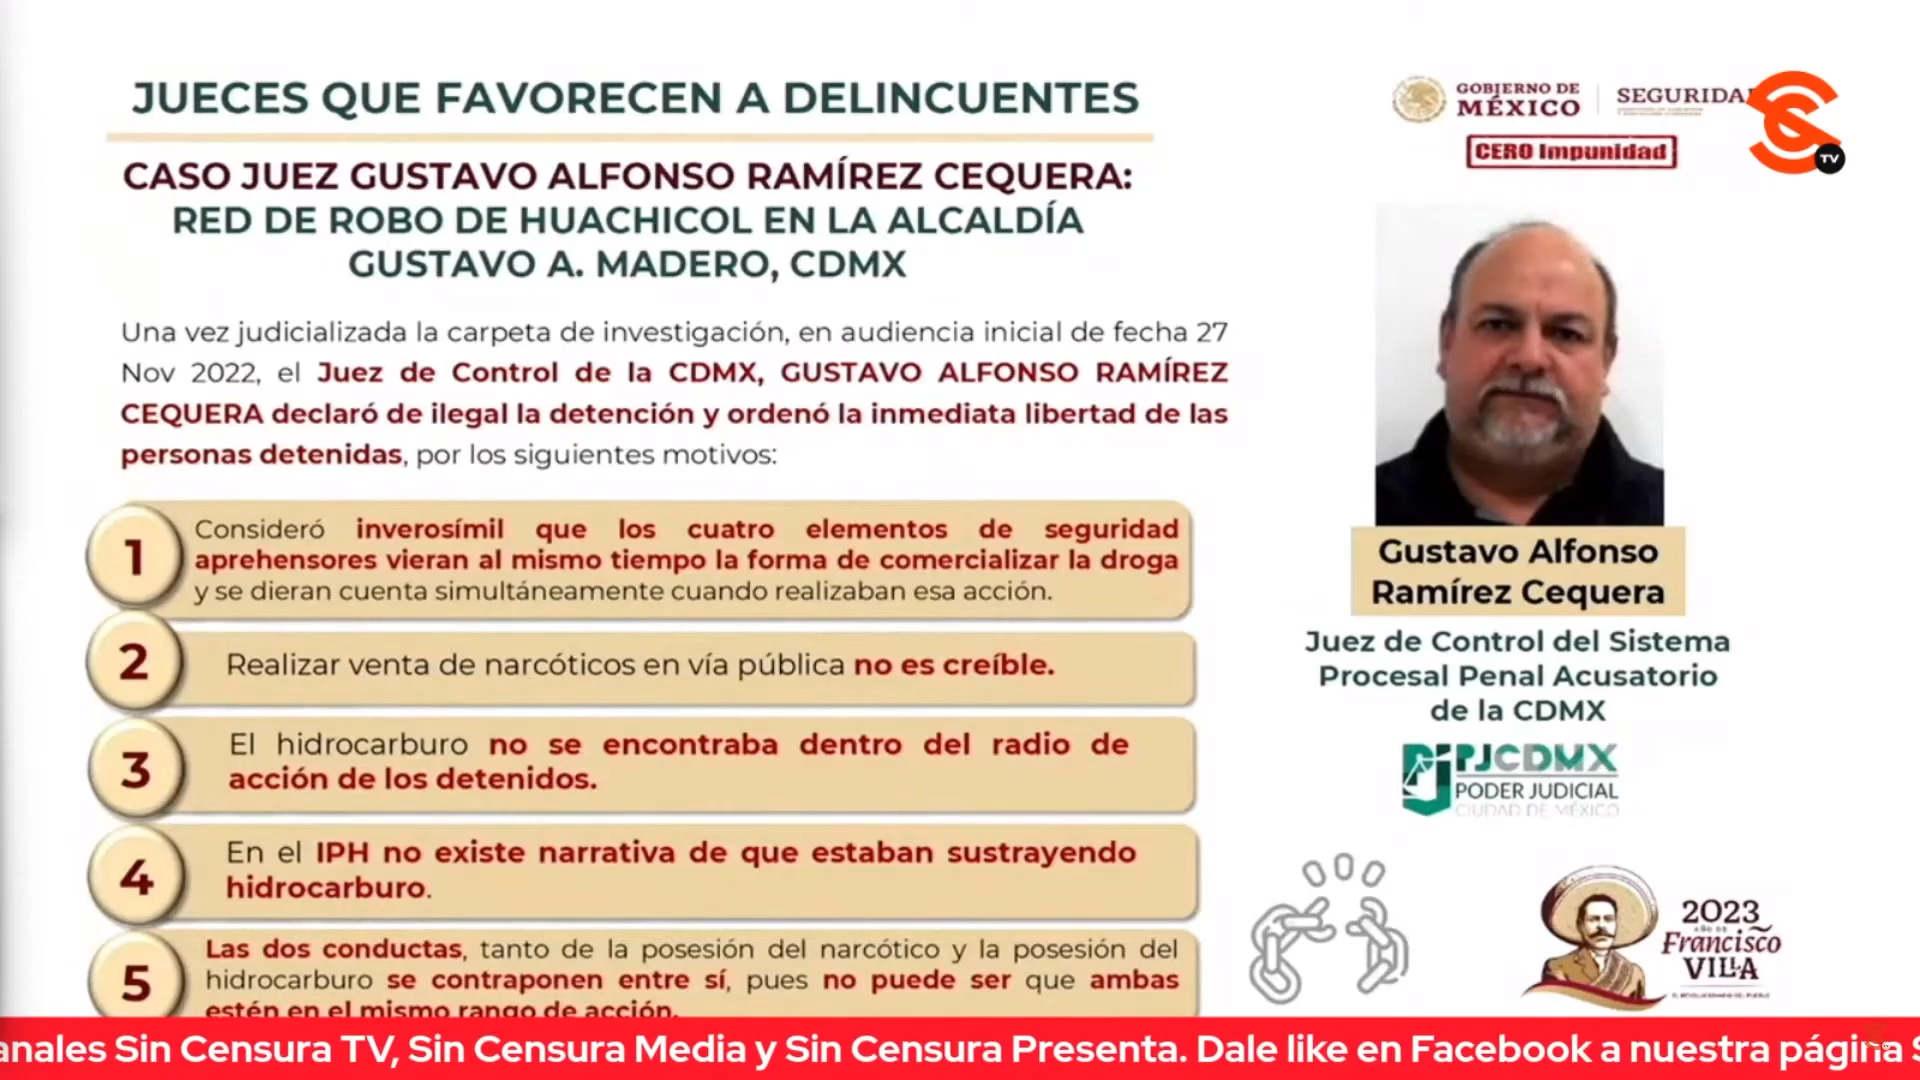 JUECES QUE FAVORECEN A DELINCUENTES
CASO JUEZ GUSTAVO ALFONSO RAMÍREZ CEQUERA:
RED DE ROBO DE HUACHICOL EN LA ALCALDÍA
GUSTAVO A. MADERO, CDMX
Una vez judicializada la carpeta de investigación, en audiencia inicial de fecha 27
Nov 2022, el Juez de Control de la CDMX, GUSTAVO ALFONSO RAMÍREZ
CEQUERA declaró de ilegal la detención y ordenó la inmediata libertad de las
personas detenidas, por los siguientes motivos:
1
Consideró inverosímil que los cuatro elementos de seguridad
aprehensores vieran al mismo tiempo la forma de comercializar la droga
y se dieran cuenta simultáneamente cuando realizaban esa acción.
2
Realizar venta de narcóticos en vía pública no es creíble.
3
El hidrocarburo no se encontraba dentro del radio de
acción de los detenidos.
4
En el IPH no existe narrativa de que estaban sustrayendo
hidrocarburo.
5
Las dos conductas, tanto de la posesión del narcótico y la posesión del
hidrocarburo se contraponen entre sí, pues no puede ser que ambas
estén en el mismo rango de acción.
GOBIERNO DE
MÉXICO
SEGURIDA
CERO Impunidad
TV
Gustavo Alfonso
Ramírez Cequera
Juez de Control del Sistema
Procesal Penal Acusatorio
de la CDMX
PJCDMX
PODER JUDICIAL
CIUDAD DE MÉXICO
2023
AÑO DE
Francisco
VILLA
EL REVOLUCIONARIO DEL PUEBLO
anales Sin Censura TV, Sin Censura Media y Sin Censura Presenta. Dale like en Facebook a nuestra página S